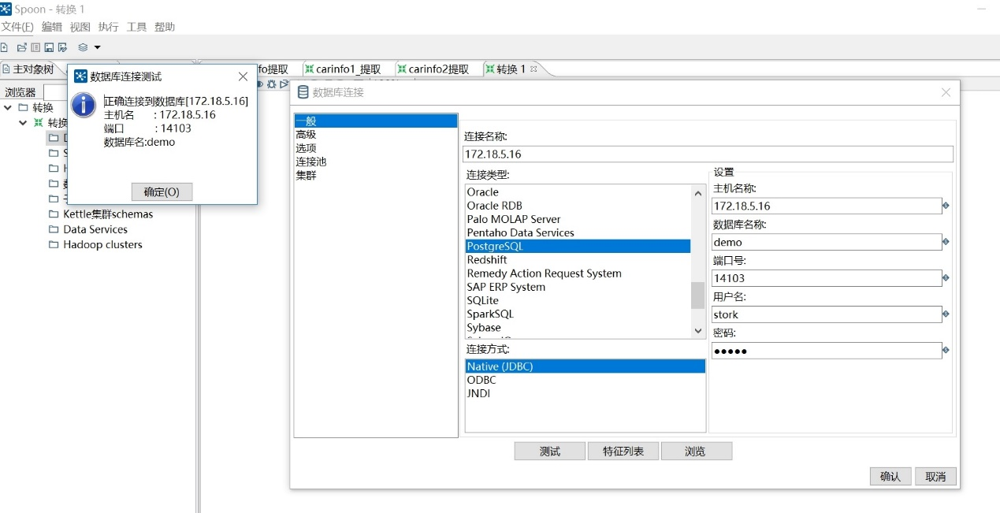 Spoon - 转换 1
文件(F) 编辑 视图 执行 工具 帮助
主对象树
fo提取
carinfo1_提取
carinfo2提取
转换 1
浏览器
转换
转换
Kettle集群schemas
Data Services
Hadoop clusters
数据库连接测试
正确连接到数据库[172.18.5.16]
主机名 : 172.18.5.16
端口 : 14103
数据库名:demo
确定(O)
数据库连接
一般
高级
选项
连接池
集群
连接名称:
172.18.5.16
连接类型:
Oracle
Oracle RDB
Palo MOLAP Server
Pentaho Data Services
PostgreSQL
Redshift
Remedy Action Request System
SAP ERP System
SQLite
SparkSQL
Sybase
连接方式:
Native (JDBC)
ODBC
JNDI
设置
主机名称:
172.18.5.16
数据库名称:
demo
端口号:
14103
用户名:
stork
密码:
●●●●●
测试
特征列表
浏览
确认
取消